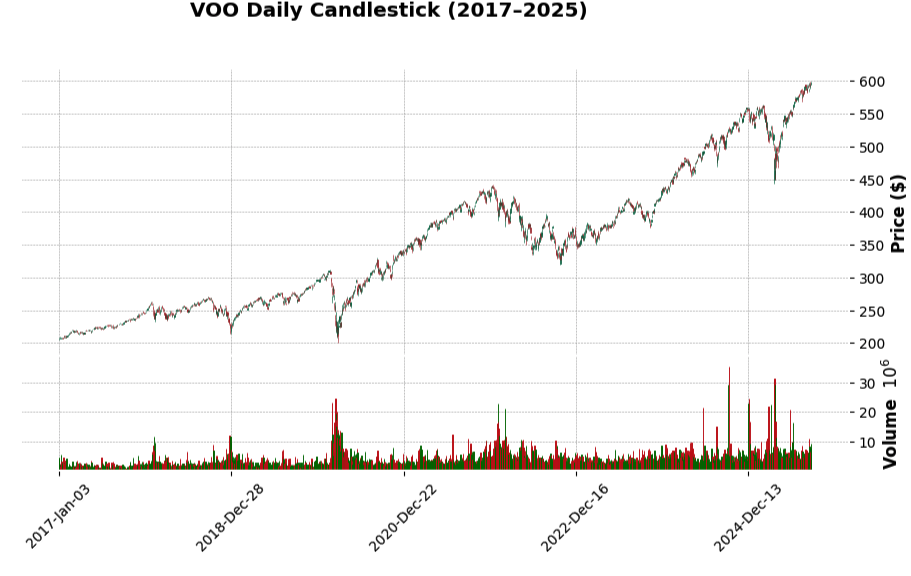 VOO Daily Candlestick (2017–2025)
600
550
500
450
400
350
300
250
200
Price ($)
30
20
10
Volume 10^6
2017-Jan-03
2018-Dec-28
2020-Dec-22
2022-Dec-16
2024-Dec-13